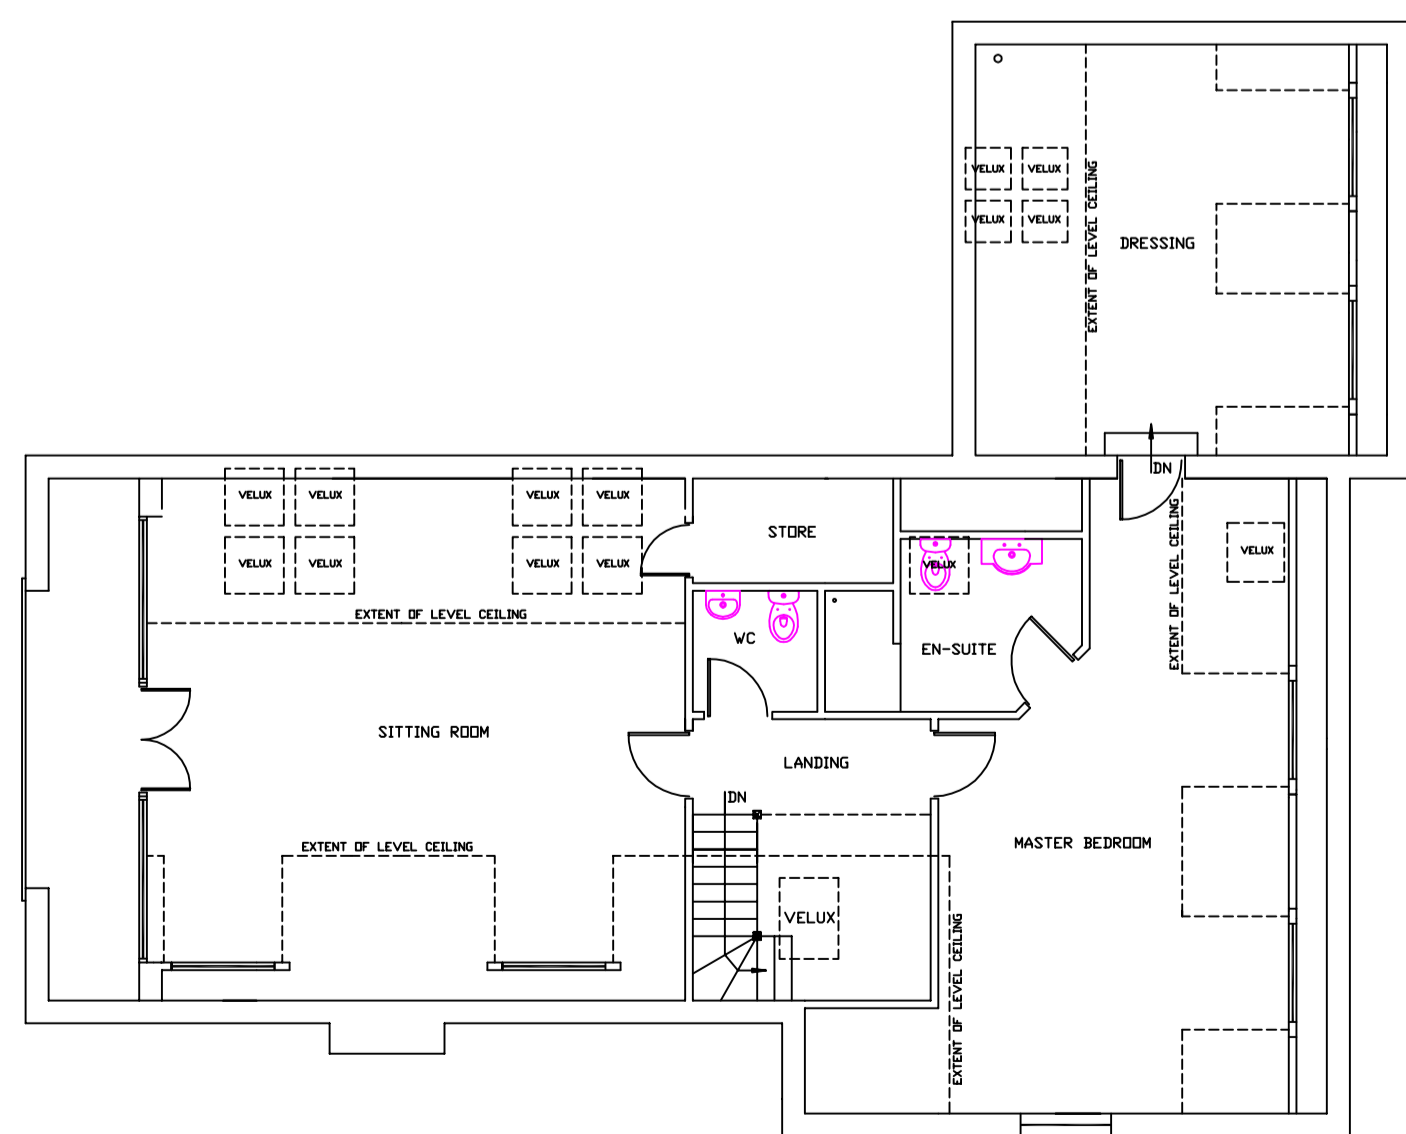 VELUX VELUX
VELUX VELUX
EXTENT OF LEVEL CEILING
DRESSING
DN
VELUX VELUX VELUX VELUX
VELUX VELUX VELUX VELUX
EXTENT OF LEVEL CEILING
STORE
VELUX
EXTENT OF LEVEL CEILING
VELUX
WC
EN-SUITE
SITTING ROOM
LANDING
DN
EXTENT OF LEVEL CEILING
MASTER BEDROOM
VELUX
EXTENT OF LEVEL CEILING